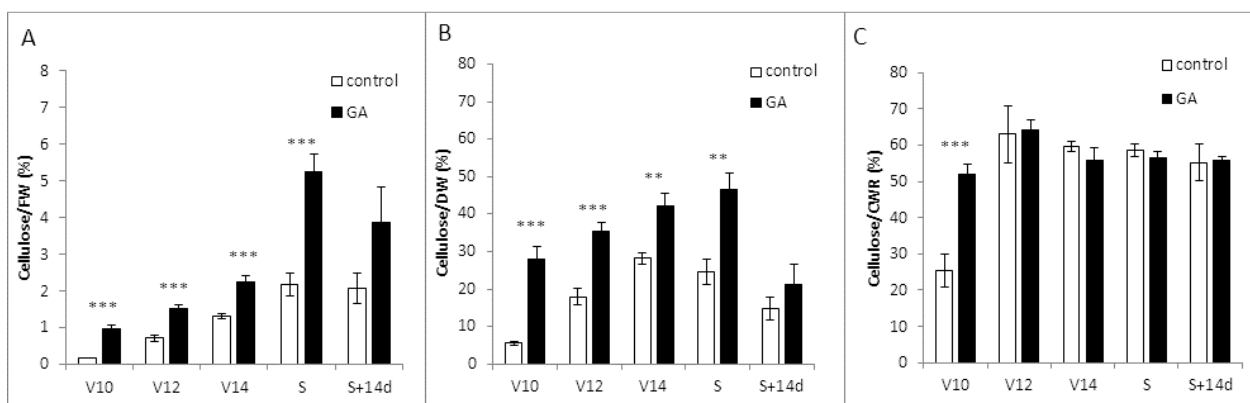 A
Cellulose/FW (%)
8
7
6
5
4
3
2
1
0
control
GA
***
***
***
***
V10 V12 V14 S S+14d
B
Cellulose/DW (%)
80
70
60
50
40
30
20
10
0
control
GA
***
***
**
**
V10 V12 V14 S S+14d
C
Cellulose/CWR (%)
80
70
60
50
40
30
20
10
0
control
GA
***
V10 V12 V14 S S+14d